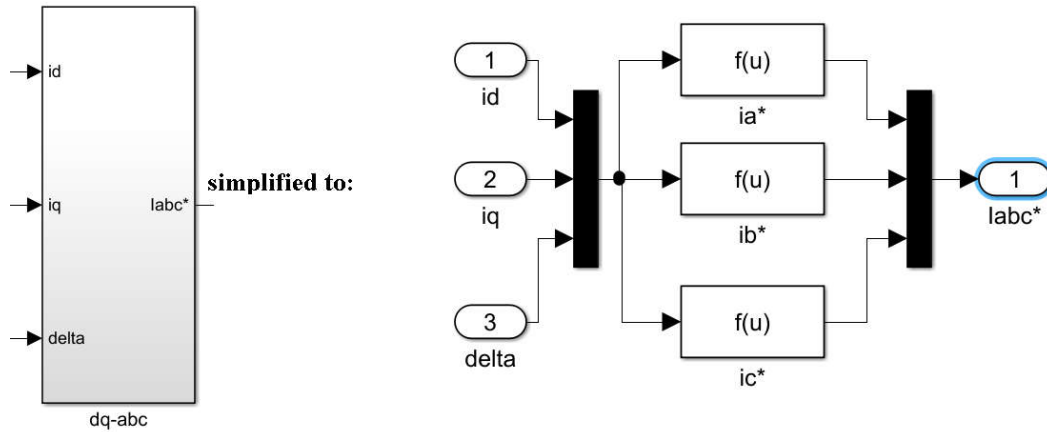 id
iq
delta
Iabc*
dq-abc
simplified to:
1
id
2
iq
3
delta
f(u)
ia*
f(u)
ib*
f(u)
ic*
1
Iabc*